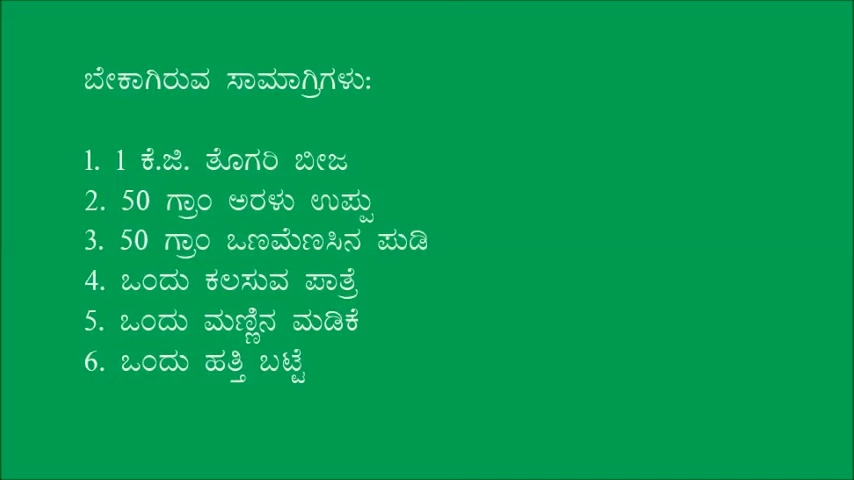 ಬೇಕಾಗಿರುವ ಸಾಮಾಗ್ರಿಗಳು:
1. 1 ಕೆ.ಜಿ. ತೊಗರಿ ಬೀಜ
2. 50 ಗ್ರಾಂ ಅರಳು ಉಪ್ಪು
3. 50 ಗ್ರಾಂ ಒಣಮೆಣಸಿನ ಪುಡಿ
4. ಒಂದು ಕಲಸುವ ಪಾತ್ರೆ
5. ಒಂದು ಮಣ್ಣಿನ ಮಡಿಕೆ
6. ಒಂದು ಹತ್ತಿ ಬಟ್ಟೆ